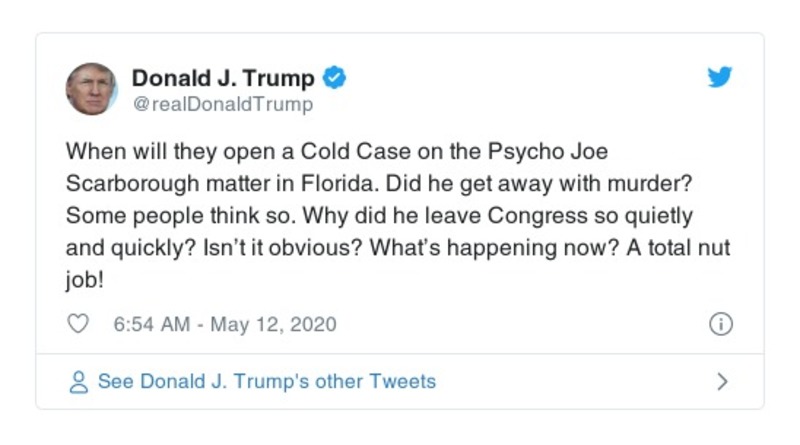 Donald J. Trump
@realDonaldTrump
When will they open a Cold Case on the Psycho Joe
Scarborough matter in Florida. Did he get away with murder?
Some people think so. Why did he leave Congress so quietly
and quickly? Isn’t it obvious? What’s happening now? A total nut
job!
6:54 AM - May 12, 2020
See Donald J. Trump's other Tweets